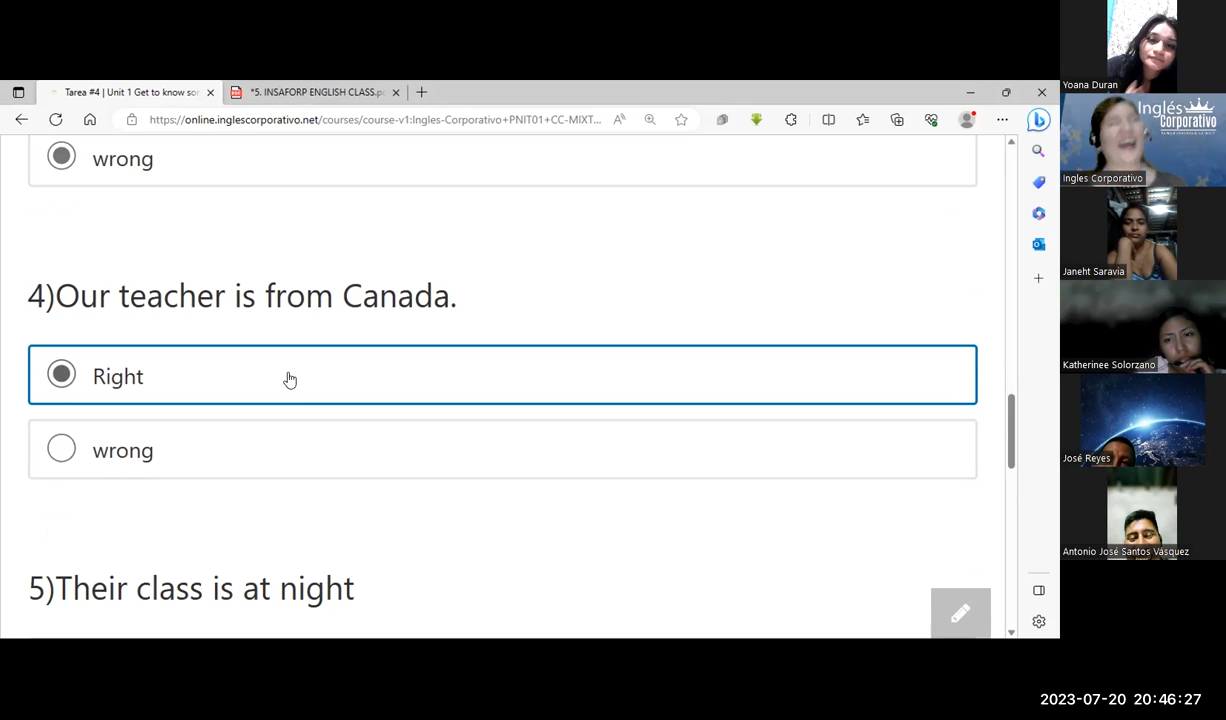 Tarea #4 | Unit 1 Get to know sor
*5. INSAFORP ENGLISH CLASS.p
https://online.inglescorporativo.net/courses/course-v1:Ingles-Corporativo+PNIT01+CC-MIXT...
wrong
4)Our teacher is from Canada.
Right
wrong
5)Their class is at night
Yoana Duran
Inglés
Corporativo
Ingles Corporativo
Janeht Saravia
Katherinee Solorzano
José Reyes
Antonio José Santos Vásquez
2023-07-20 20:46:27